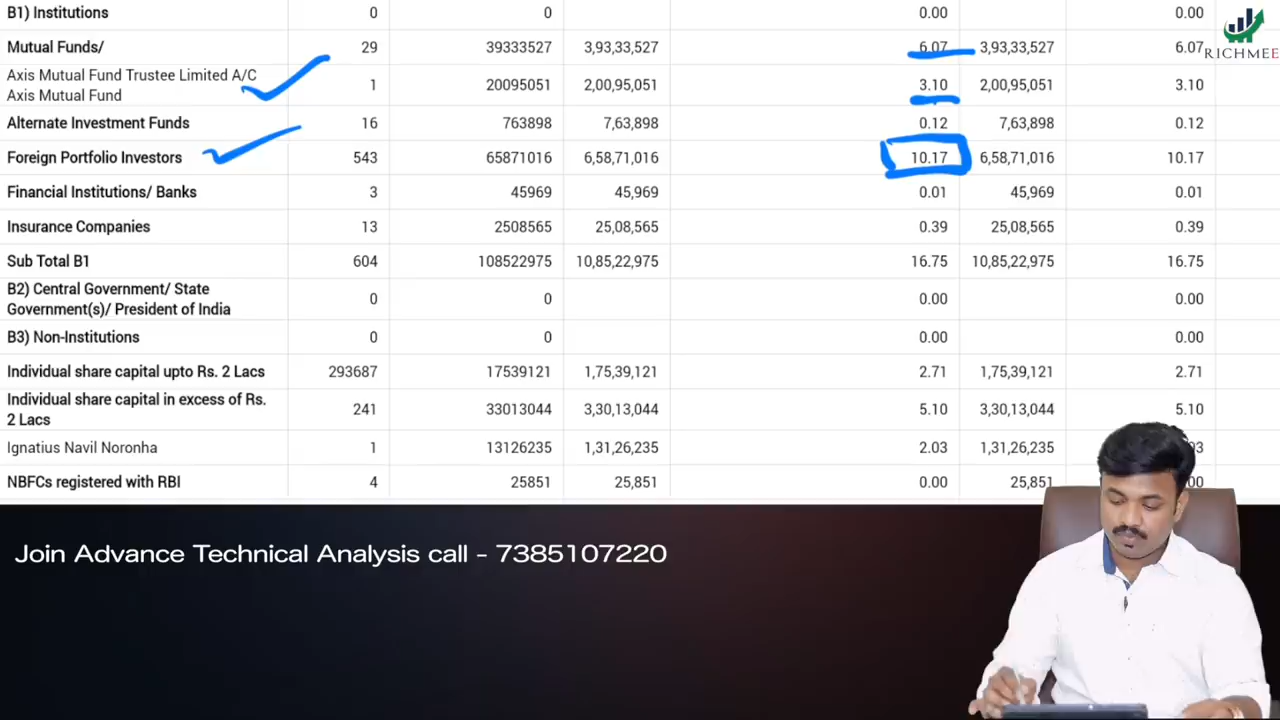 B1) Institutions 0 0 0.00 0.00
RICHMEE
Mutual Funds/ 29 39333527 3,93,33,527 6.07 3,93,33,527 6.07
Axis Mutual Fund Trustee Limited A/C
Axis Mutual Fund 1 20095051 2,00,95,051 3.10 2,00,95,051 3.10
Alternate Investment Funds 16 763898 7,63,898 0.12 7,63,898 0.12
Foreign Portfolio Investors 543 65871016 6,58,71,016 10.17 6,58,71,016 10.17
Financial Institutions/ Banks 3 45969 45,969 0.01 45,969 0.01
Insurance Companies 13 2508565 25,08,565 0.39 25,08,565 0.39
Sub Total B1 604 108522975 10,85,22,975 16.75 10,85,22,975 16.75
B2) Central Government/ State
Government(s)/ President of India 0 0 0.00 0.00
B3) Non-Institutions 0 0 0.00 0.00
Individual share capital upto Rs. 2 Lacs 293687 17539121 1,75,39,121 2.71 1,75,39,121 2.71
Individual share capital in excess of Rs.
2 Lacs 241 33013044 3,30,13,044 5.10 3,30,13,044 5.10
Ignatius Navil Noronha 1 13126235 1,31,26,235 2.03 1,31,26,235
NBFCs registered with RBI 4 25851 25,851 0.00 25,851
Join Advance Technical Analysis call - 7385107220